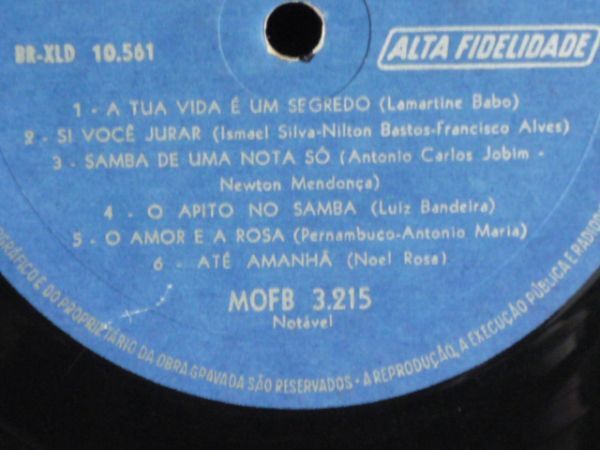 BR-XLD 10.561
ALTA FIDELIDADE
1 - A TUA VIDA É UM SEGREDO (Lamartine Babo)
2 - SI VOCÊ JURAR (Ismael Silva-Nilton Bastos-Francisco Alves)
3 - SAMBA DE UMA NOTA SÓ (Antonio Carlos Jobim -
Newton Mendonça)
4 - O APITO NO SAMBA (Luiz Bandeira)
5 - O AMOR E A ROSA (Pernambuco-Antonio Maria)
6 - ATÉ AMANHÃ (Noel Rosa)
MOFB 3.215
Notável
E DO PROPRIETÁRIO DA OBRA GRAVADA SÃO RESERVADOS - A REPRODUÇÃO, A EXECUÇÃO PÚBLICA E